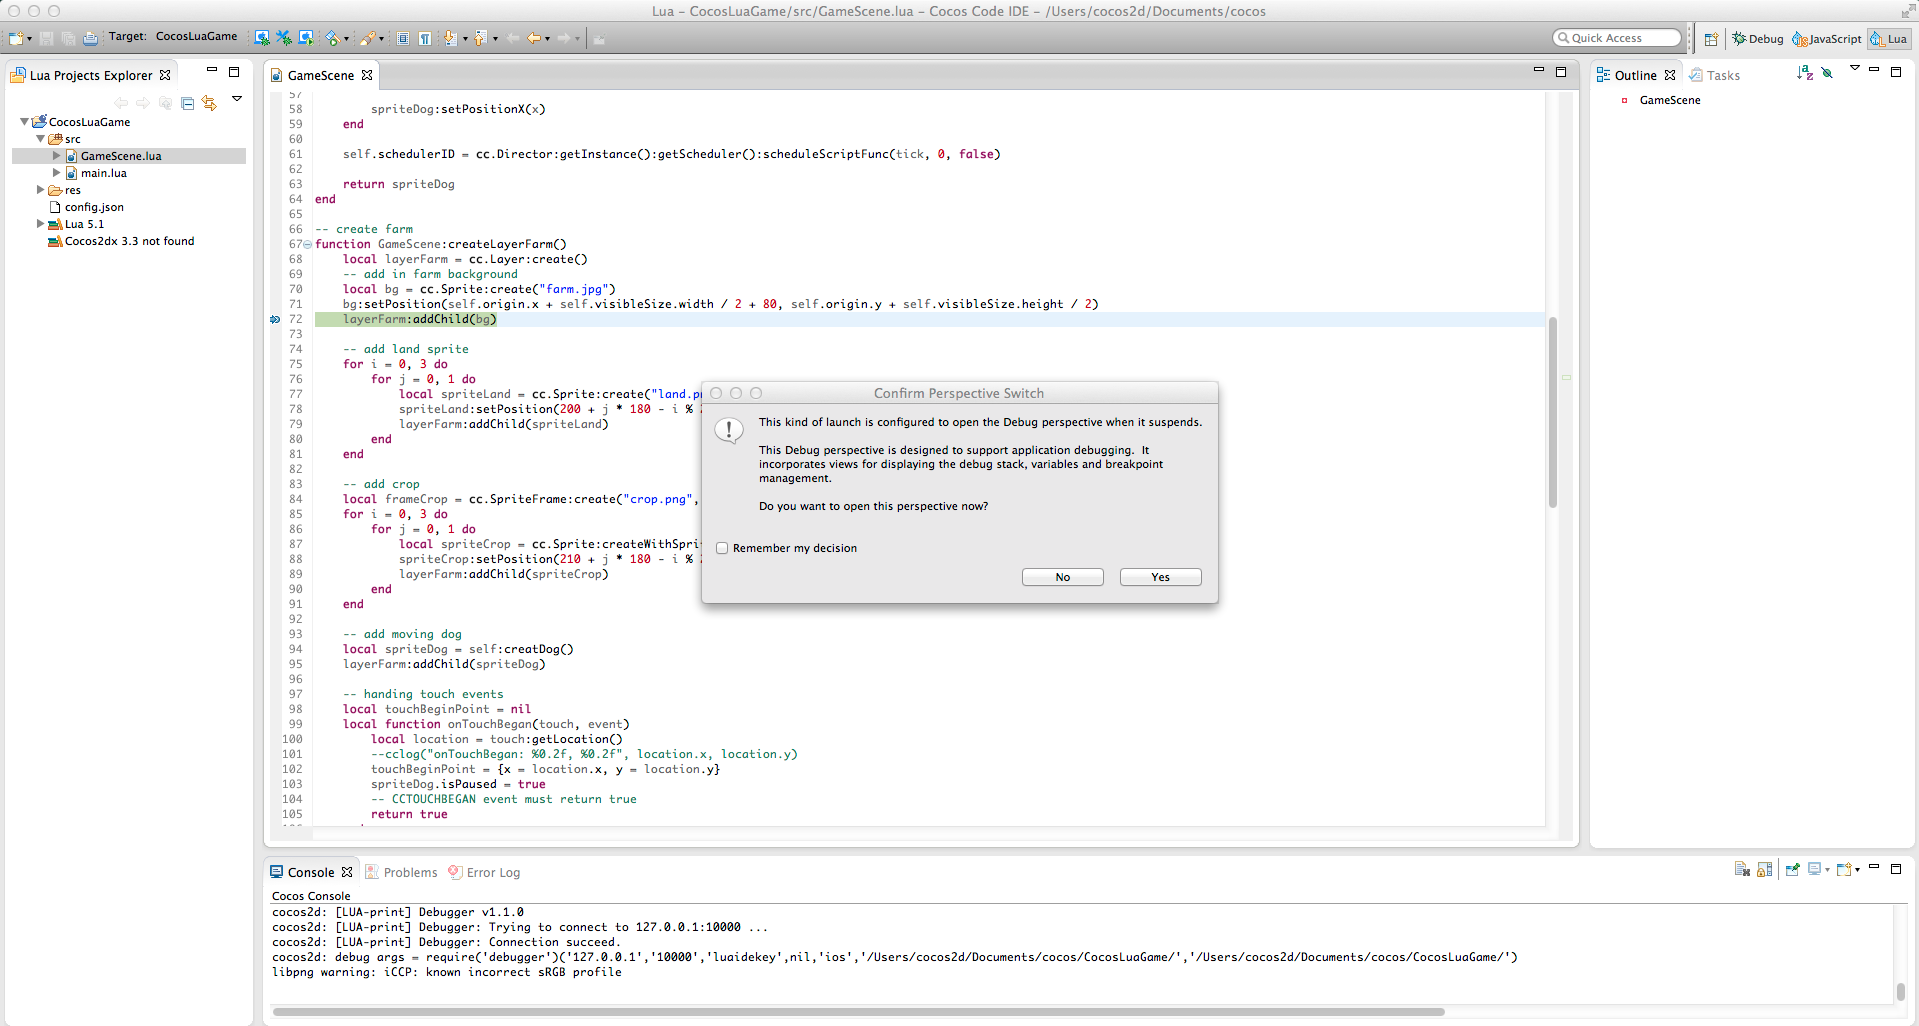 Lua – CocosLuaGame/src/GameScene.lua – Cocos Code IDE – /Users/cocos2d/Documents/cocos
Target: CocosLuaGame
Quick Access
Debug
JavaScript
Lua
Lua Projects Explorer
CocosLuaGame
src
GameScene.lua
main.lua
res
config.json
Lua 5.1
Cocos2dx 3.3 not found
GameScene
57
58 spriteDog:setPositionX(x)
59 end
60
61 self.schedulerID = cc.Director:getInstance():getScheduler():scheduleScriptFunc(tick, 0, false)
62
63 return spriteDog
64 end
65
66 -- create farm
67 function GameScene:createLayerFarm()
68 local layerFarm = cc.Layer:create()
69 -- add in farm background
70 local bg = cc.Sprite:create("farm.jpg")
71 bg:setPosition(self.origin.x + self.visibleSize.width / 2 + 80, self.origin.y + self.visibleSize.height / 2)
72 layerFarm:addChild(bg)
73
74 -- add land sprite
75 for i = 0, 3 do
76 for j = 0, 1 do
77 local spriteLand = cc.Sprite:create("land.p
78 spriteLand:setPosition(200 + j * 180 - i %
79 layerFarm:addChild(spriteLand)
80 end
81 end
82
83 -- add crop
84 local frameCrop = cc.SpriteFrame:create("crop.png",
85 for i = 0, 3 do
86 for j = 0, 1 do
87 local spriteCrop = cc.Sprite:createWithSpri
88 spriteCrop:setPosition(210 + j * 180 - i %
89 layerFarm:addChild(spriteCrop)
90 end
91 end
92
93 -- add moving dog
94 local spriteDog = self:creatDog()
95 layerFarm:addChild(spriteDog)
96
97 -- handing touch events
98 local touchBeginPoint = nil
99 local function onTouchBegan(touch, event)
100 local location = touch:getLocation()
101 --cclog("onTouchBegan: %0.2f, %0.2f", location.x, location.y)
102 touchBeginPoint = {x = location.x, y = location.y}
103 spriteDog.isPaused = true
104 -- CCTOUCHBEGAN event must return true
105 return true
Confirm Perspective Switch
This kind of launch is configured to open the Debug perspective when it suspends.
This Debug perspective is designed to support application debugging. It
incorporates views for displaying the debug stack, variables and breakpoint
management.
Do you want to open this perspective now?
Remember my decision
No
Yes
Outline
Tasks
GameScene
Console
Problems
Error Log
Cocos Console
cocos2d: [LUA-print] Debugger v1.1.0
cocos2d: [LUA-print] Debugger: Trying to connect to 127.0.0.1:10000 ...
cocos2d: [LUA-print] Debugger: Connection succeed.
cocos2d: debug args = require('debugger')('127.0.0.1','10000','luaidekey',nil,'ios','/Users/cocos2d/Documents/cocos/CocosLuaGame/','/Users/cocos2d/Documents/cocos/CocosLuaGame/')
libpng warning: iCCP: known incorrect sRGB profile